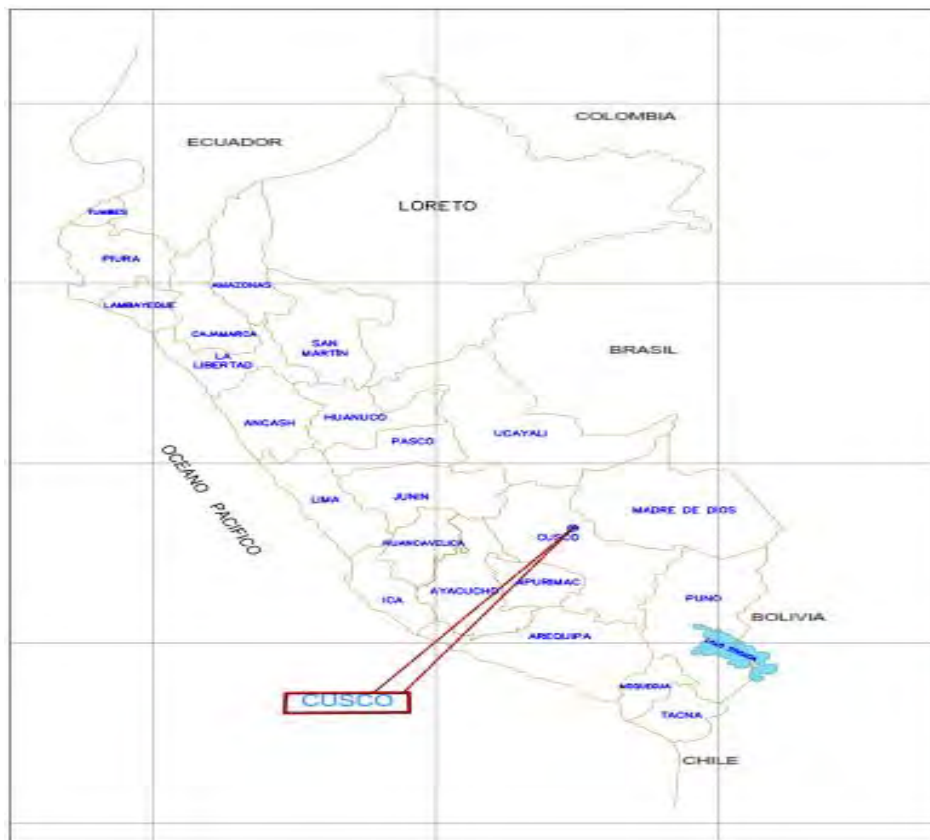 COLOMBIA
ECUADOR
LORETO
TUMBES
PIURA
AMAZONAS
LAMBAYEQUE
CAJAMARCA
SAN
MARTÍN
BRASIL
LA
LIBERTAD
ANCASH
HUANUCO
UCAYALI
PASCO
OCEANO PACIFICO
LIMA
JUNIN
MADRE DE DIOS
CUSCO
HUANCAVELICA
APURIMAC
AYACUCHO
ICA
PUNO
BOLIVIA
AREQUIPA
MOQUEGUA
CUSCO
TACNA
CHILE